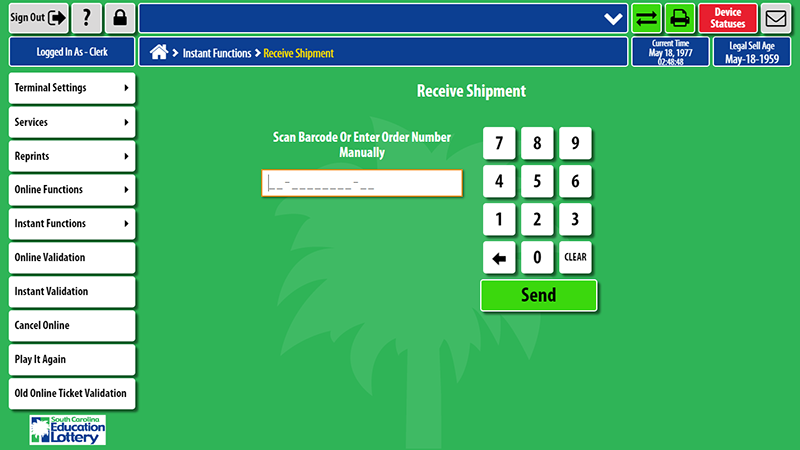 Sign Out
?
Device
Statuses
Logged In As - Clerk
Instant Functions > Receive Shipment
Current Time
May 18, 1977
02:48:48
Legal Sell Age
May-18-1959
Terminal Settings
Services
Reprints
Online Functions
Instant Functions
Online Validation
Instant Validation
Cancel Online
Play It Again
Old Online Ticket Validation
Receive Shipment
Scan Barcode Or Enter Order Number
Manually
__-________-__
7 8 9
4 5 6
1 2 3
0 CLEAR
Send
South Carolina
Education
Lottery